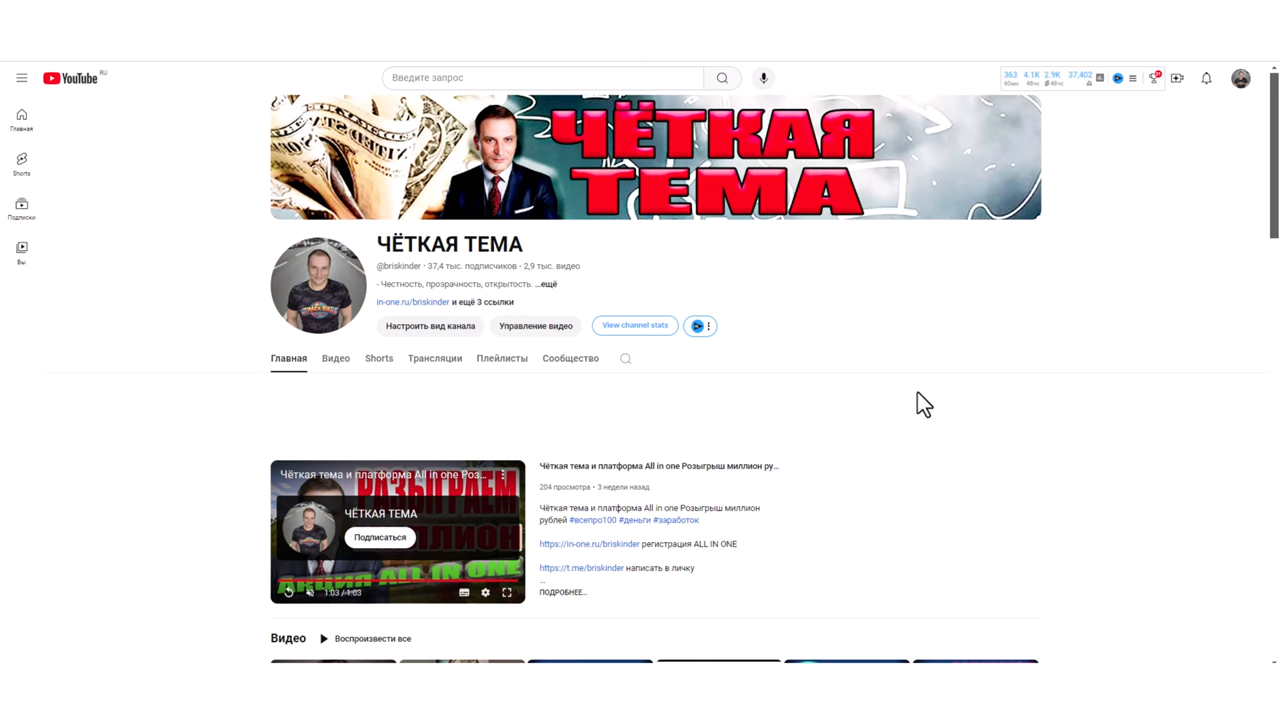 YouTube RU
Введите запрос
363 4.1K 2.9K 37,402
60мин 48чс 48чс
Главная
Shorts
Подписки
Вы
ЧЁТКАЯ
ТЕМА
ЧЁТКАЯ ТЕМА
@briskinder · 37,4 тыс. подписчиков · 2,9 тыс. видео
- Честность, прозрачность, открытость. ...ещё
in-one.ru/briskinder и ещё 3 ссылки
Настроить вид канала Управление видео View channel stats
Главная Видео Shorts Трансляции Плейлисты Сообщество
Чёткая тема и платформа All in one Роз...
РАЗЫГРАЕМ
ЧЁТКАЯ ТЕМА
Подписаться
АКЦИЯ ALL IN ONE
1:03 / 1:03
Чёткая тема и платформа All in one Розыгрыш миллион ру...
204 просмотра · 3 недели назад
Чёткая тема и платформа All in one Розыгрыш миллион
рублей #всепро100 #деньги #заработок
https://in-one.ru/briskinder регистрация ALL IN ONE
https://t.me/briskinder написать в личку
...
ПОДРОБНЕЕ...
Видео Воспроизвести все